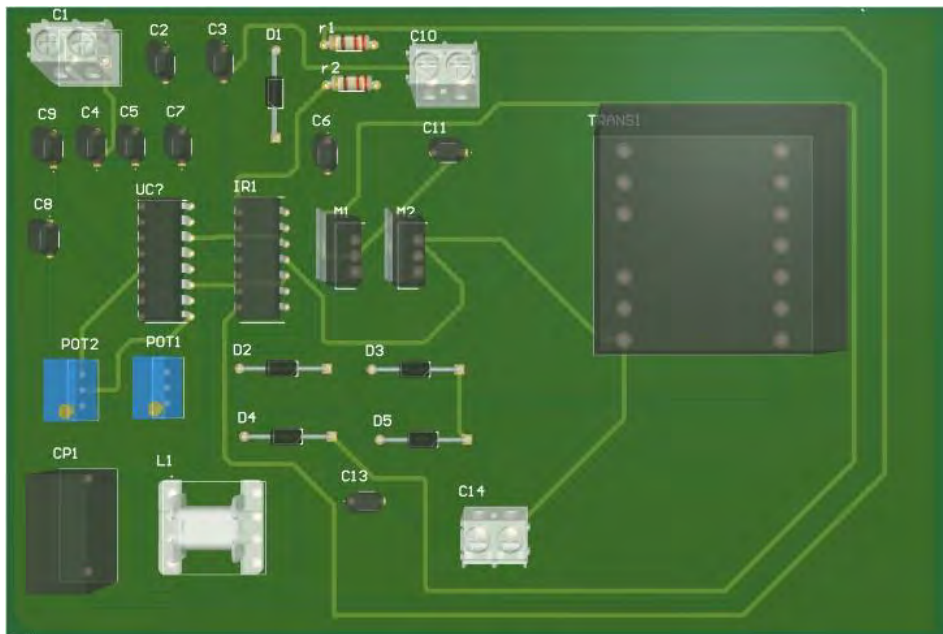 C1
C2
C3
D1
r1
C10
r2
C9
C4
C5
C7
C6
C11
TRANS1
UC?
IR1
C8
M1
M2
POT2
POT1
D2
D3
D4
D5
CP1
L1
C13
C14